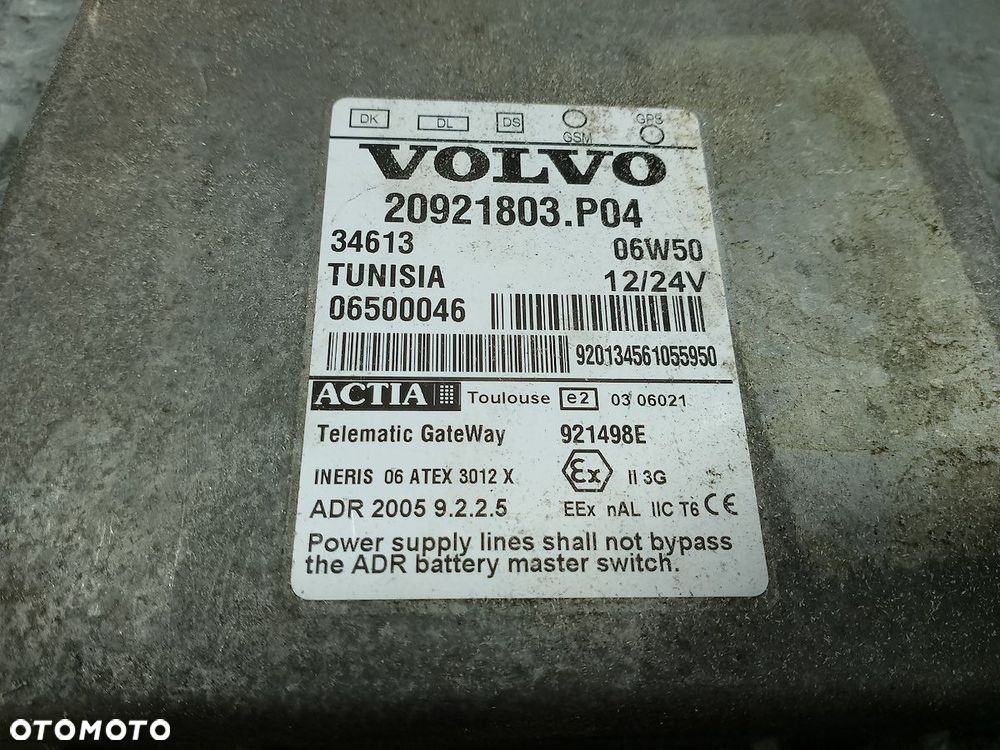 DK DL DS GSM GPS
VOLVO
20921803.P04
34613 06W50
TUNISIA 12/24V
06500046
920134561055950
ACTIA Toulouse e2 03 06021
Telematic GateWay 921498E
INERIS 06 ATEX 3012 X Ex II 3G
ADR 2005 9.2.2.5 EEx nAL IIC T6 CE
Power supply lines shall not bypass
the ADR battery master switch.
OTOMOTO
OTOMOTO